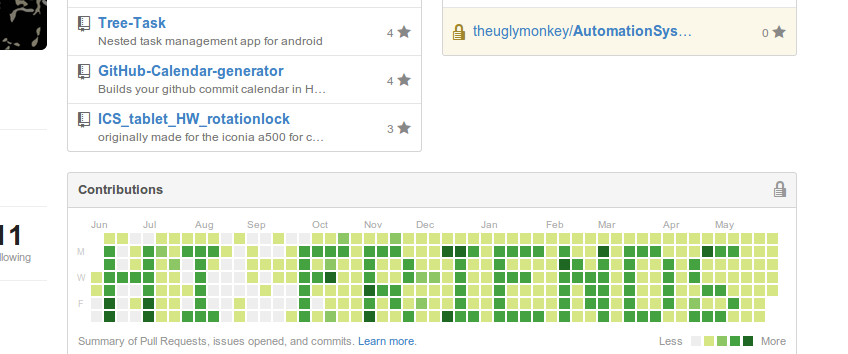 Tree-Task
Nested task management app for android
4
GitHub-Calendar-generator
Builds your github commit calendar in H…
4
ICS_tablet_HW_rotationlock
originally made for the iconia a500 for c…
3
theuglymonkey/AutomationSys…
0
11
llowing
Contributions
Jun Jul Aug Sep Oct Nov Dec Jan Feb Mar Apr May
M
W
F
Summary of Pull Requests, issues opened, and commits. Learn more.
Less More